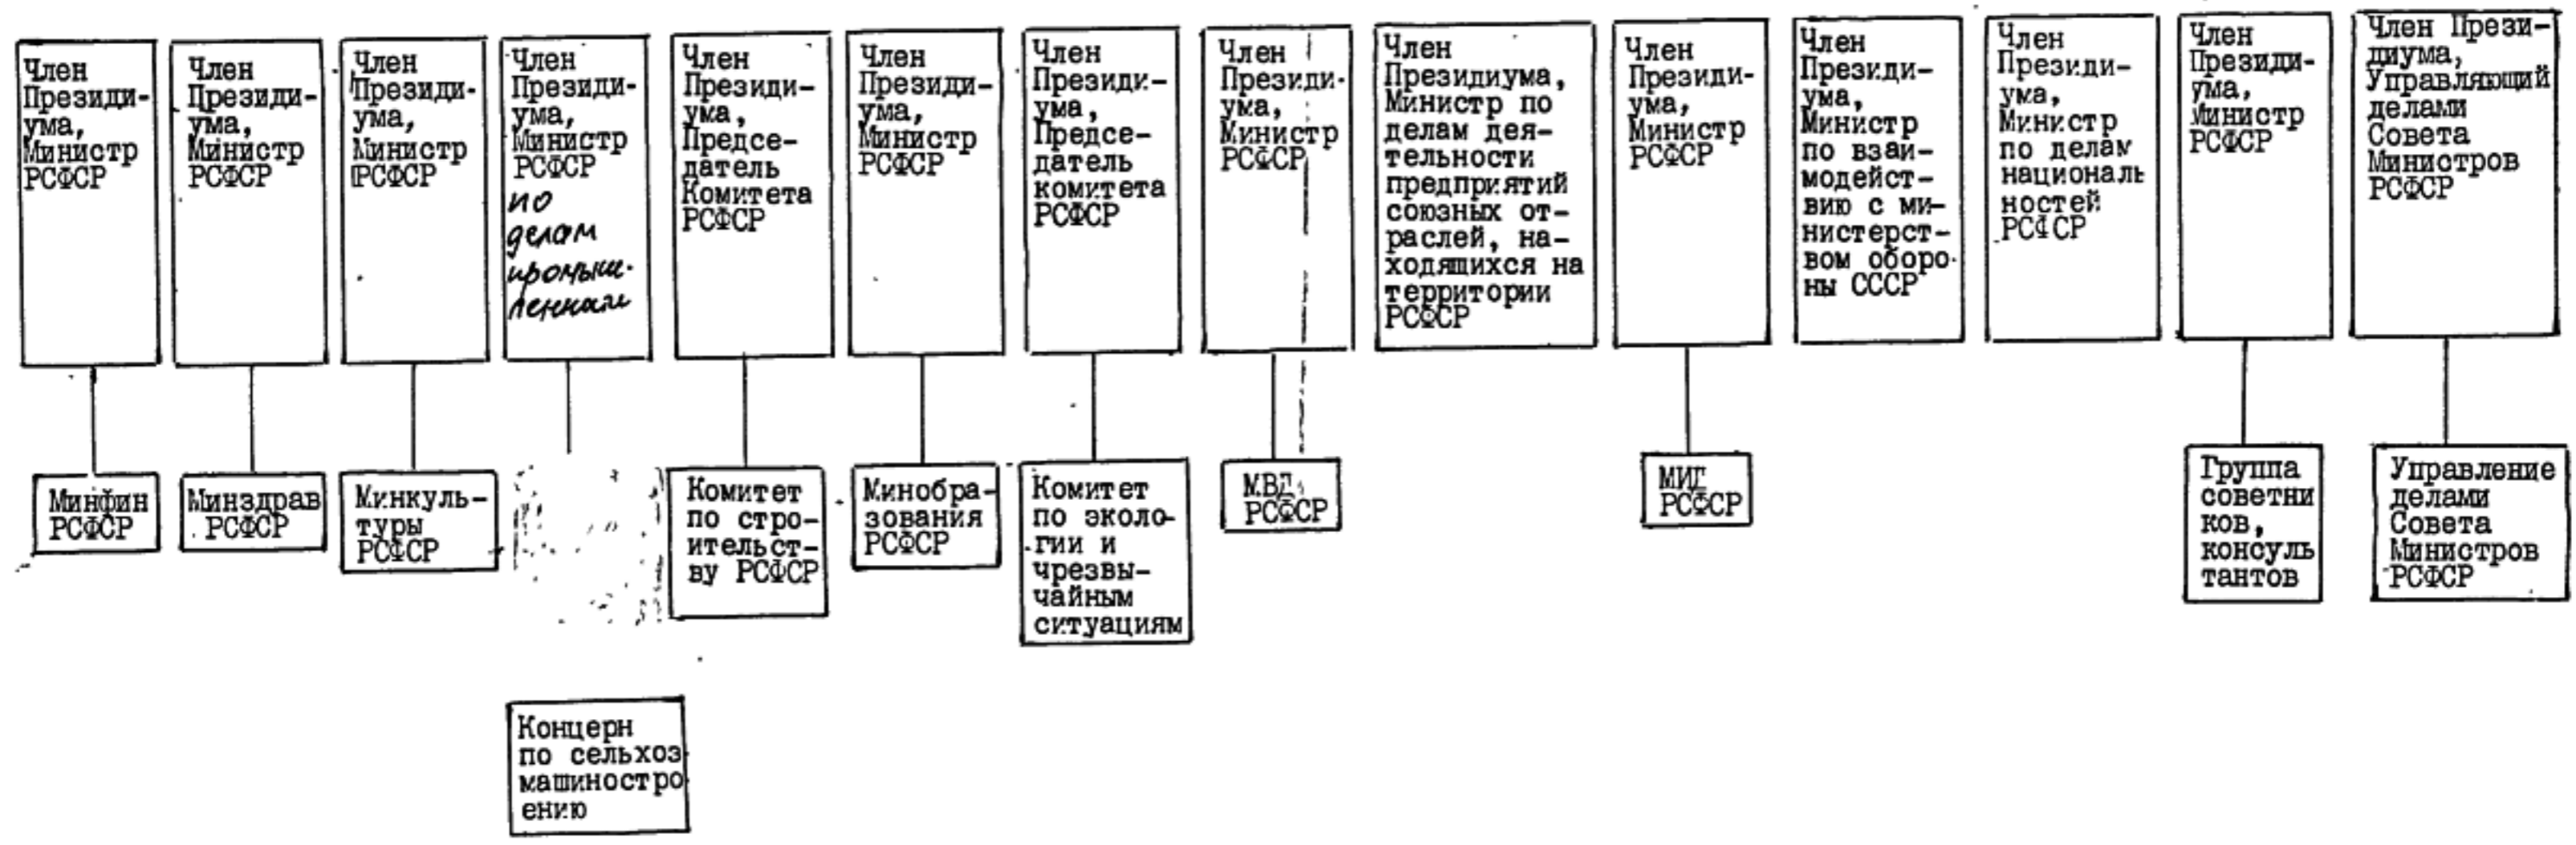 Член
Президи-
ума,
Министр
РСФСР
Член
Президи-
ума,
Министр
РСФСР
Член
Президи-
ума,
Министр
РСФСР
Член
Президи-
ума,
Министр
РСФСР
по
делам
промыш-
Член
Президи-
ума,
Предсе-
датель
Комитета
РСФСР
Член
Президи-
ума,
Министр
РСФСР
Член
Президи-
ума,
Предсе-
датель
комитета
РСФСР
Член
Президи-
ума,
Министр
РСФСР
Член
Президиума,
Министр по
делам дея-
тельности
предприятий
союзных от-
раслей, на-
ходящихся на
территории
РСФСР
Член
Президи-
ума,
Министр
РСФСР
Член
Президи-
ума,
Министр
по взаи-
модейст-
вию с ми-
нистерст-
вом оборо-
ны СССР
Член
Президи-
ума,
Министр
по делам
националь
ностей
РСФСР
Член
Президи-
ума,
Министр
РСФСР
Член Прези-
диума,
Управляющий
делами
Совета
Министров
РСФСР
Минфин
РСФСР
Минздрав
РСФСР
Минкуль-
туры
РСФСР
Комитет
по стро-
ительст-
ву РСФСР
Минобра-
зования
РСФСР
Комитет
по эколо-
гии и
чрезвы-
чайным
ситуациям
МВД
РСФСР
РСФСР
Группа
советни
ков,
консуль
тантов
Управление
делами
Совета
Министров
РСФСР
Концерн
по сельхоз
машиностро
ению